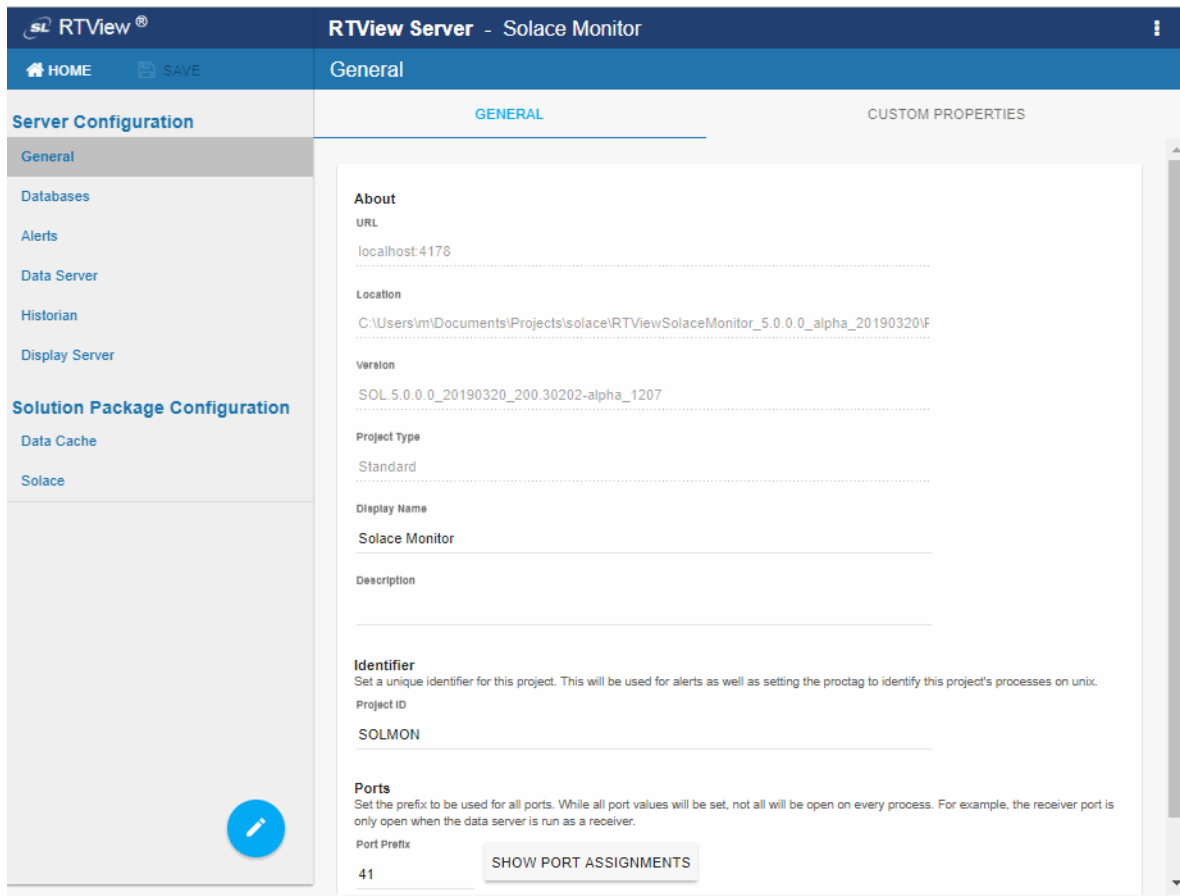 SL RTView ®
RTView Server - Solace Monitor
HOME
SAVE
General
Server Configuration
General
Databases
Alerts
Data Server
Historian
Display Server
Solution Package Configuration
Data Cache
Solace
GENERAL
CUSTOM PROPERTIES
About
URL
localhost:4178
Location
C:\Users\m\Documents\Projects\solace\RTViewSolaceMonitor_5.0.0.0_alpha_20190320\
Version
SOL.5.0.0.0_20190320_200.30202-alpha_1207
Project Type
Standard
Display Name
Solace Monitor
Description
Identifier
Set a unique identifier for this project. This will be used for alerts as well as setting the proctag to identify this project's processes on unix.
Project ID
SOLMON
Ports
Set the prefix to be used for all ports. While all port values will be set, not all will be open on every process. For example, the receiver port is
only open when the data server is run as a receiver.
Port Prefix
41
SHOW PORT ASSIGNMENTS